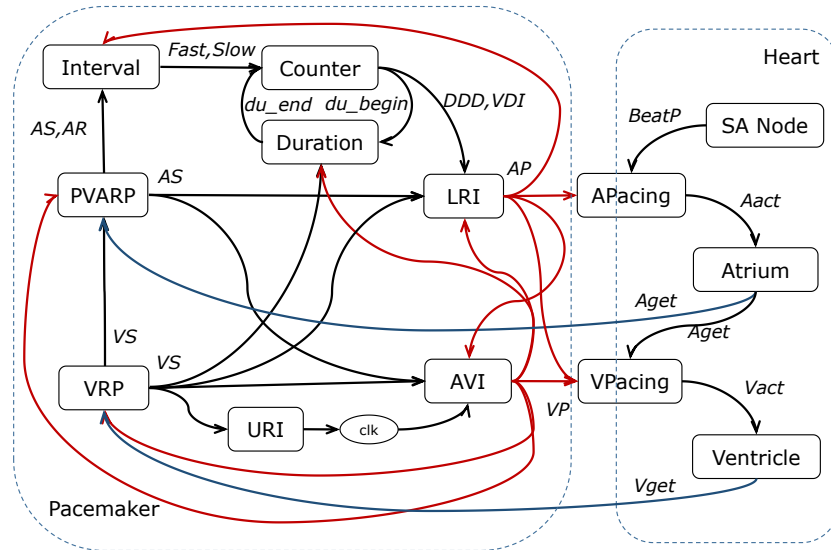 Fast,Slow
Heart
Interval
Counter
du_end
du_begin
DDD,VDI
BeatP
SA Node
AS,AR
Duration
AS
AP
PVARP
LRI
APacing
Aact
Atrium
Aget
Aget
VS
VS
VRP
AVI
VPacing
Vact
VP
URI
clk
Ventricle
Vget
Pacemaker